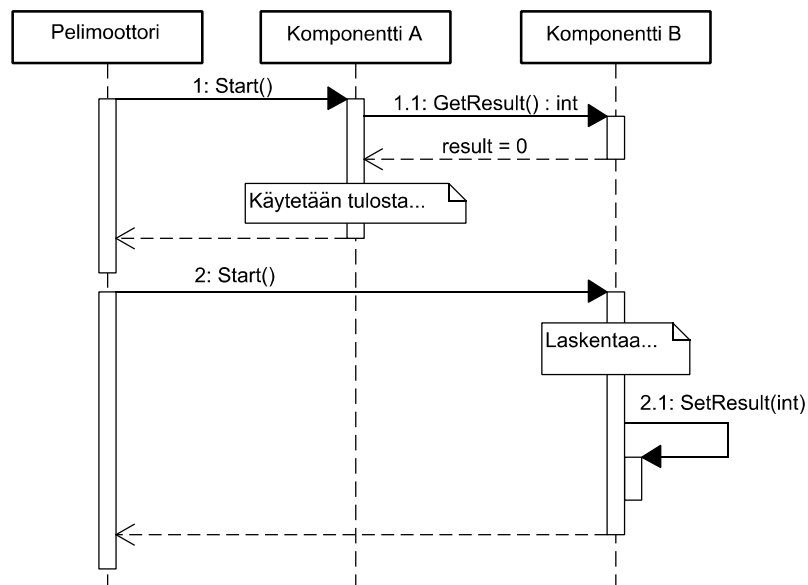 Pelimoottori
Komponentti A
Komponentti B
1: Start()
1.1: GetResult() : int
result = 0
Käytetään tulosta...
2: Start()
Laskentaa...
2.1: SetResult(int)